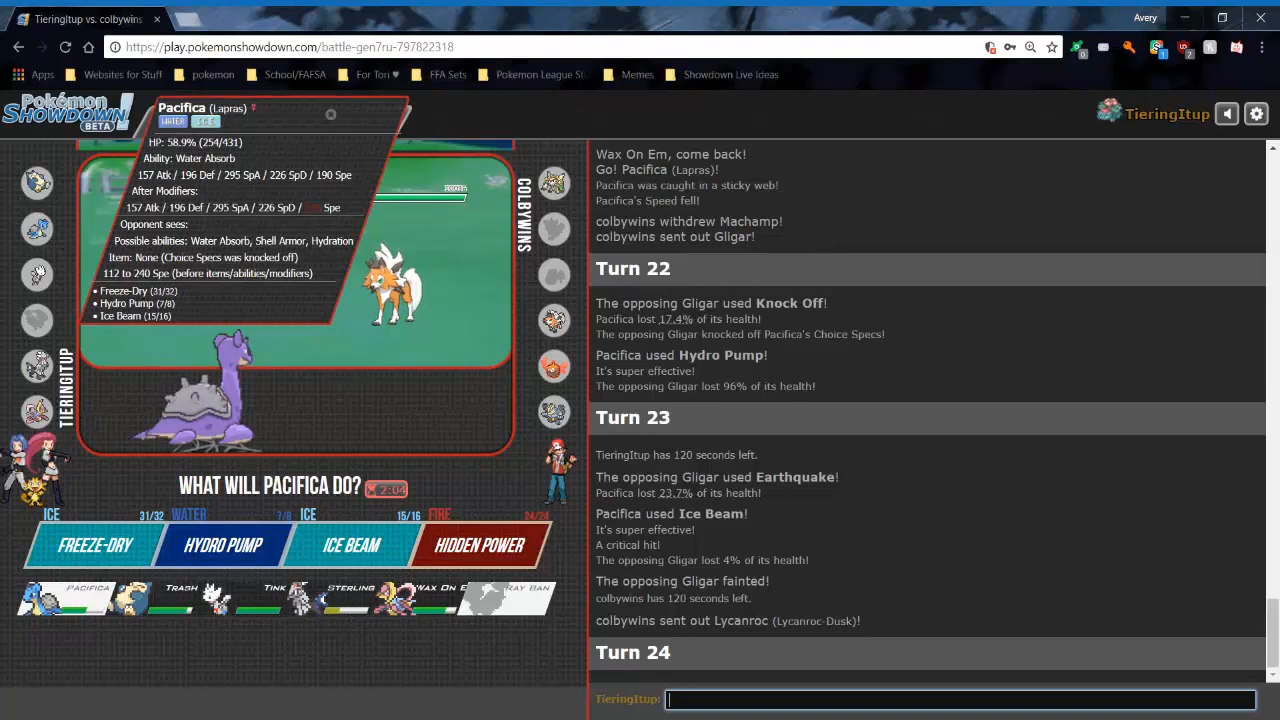 TieringItup vs. colbywins
Avery
https://play.pokemonshowdown.com/battle-gen7ru-797822318
Apps Websites for Stuff pokemon School/FAFSA For Tori ♥ FFA Sets Pokemon League St Memes Showdown Live Ideas
Pokémon
SHOWDOWN!
BETA
TieringItup
Pacifica (Lapras)
WATER ICE
HP: 58.9% (254/431)
Ability: Water Absorb
157 Atk / 196 Def / 295 SpA / 226 SpD / 190 Spe
After Modifiers:
157 Atk / 196 Def / 295 SpA / 226 SpD / Spe
Opponent sees:
Possible abilities: Water Absorb, Shell Armor, Hydration
Item: None (Choice Specs was knocked off)
112 to 240 Spe (before items/abilities/modifiers)
• Freeze-Dry (31/32)
• Hydro Pump (7/8)
• Ice Beam (15/16)
100%
TIERINGITUP
COLBYWINS
WHAT WILL PACIFICA DO? 2:04
ICE 31/32 WATER 7/8 ICE 15/16 FIRE 24/24
FREEZE-DRY HYDRO PUMP ICE BEAM HIDDEN POWER
PACIFICA TRASH TINK STERLING WAX ON E RAY BAN
Wax On Em, come back!
Go! Pacifica (Lapras)!
Pacifica was caught in a sticky web!
Pacifica's Speed fell!
colbywins withdrew Machamp!
colbywins sent out Gligar!
Turn 22
The opposing Gligar used Knock Off!
Pacifica lost 17.4% of its health!
The opposing Gligar knocked off Pacifica's Choice Specs!
Pacifica used Hydro Pump!
It's super effective!
The opposing Gligar lost 96% of its health!
Turn 23
TieringItup has 120 seconds left.
The opposing Gligar used Earthquake!
Pacifica lost 23.7% of its health!
Pacifica used Ice Beam!
It's super effective!
A critical hit!
The opposing Gligar lost 4% of its health!
The opposing Gligar fainted!
colbywins has 120 seconds left.
colbywins sent out Lycanroc (Lycanroc-Dusk)!
Turn 24
TieringItup: